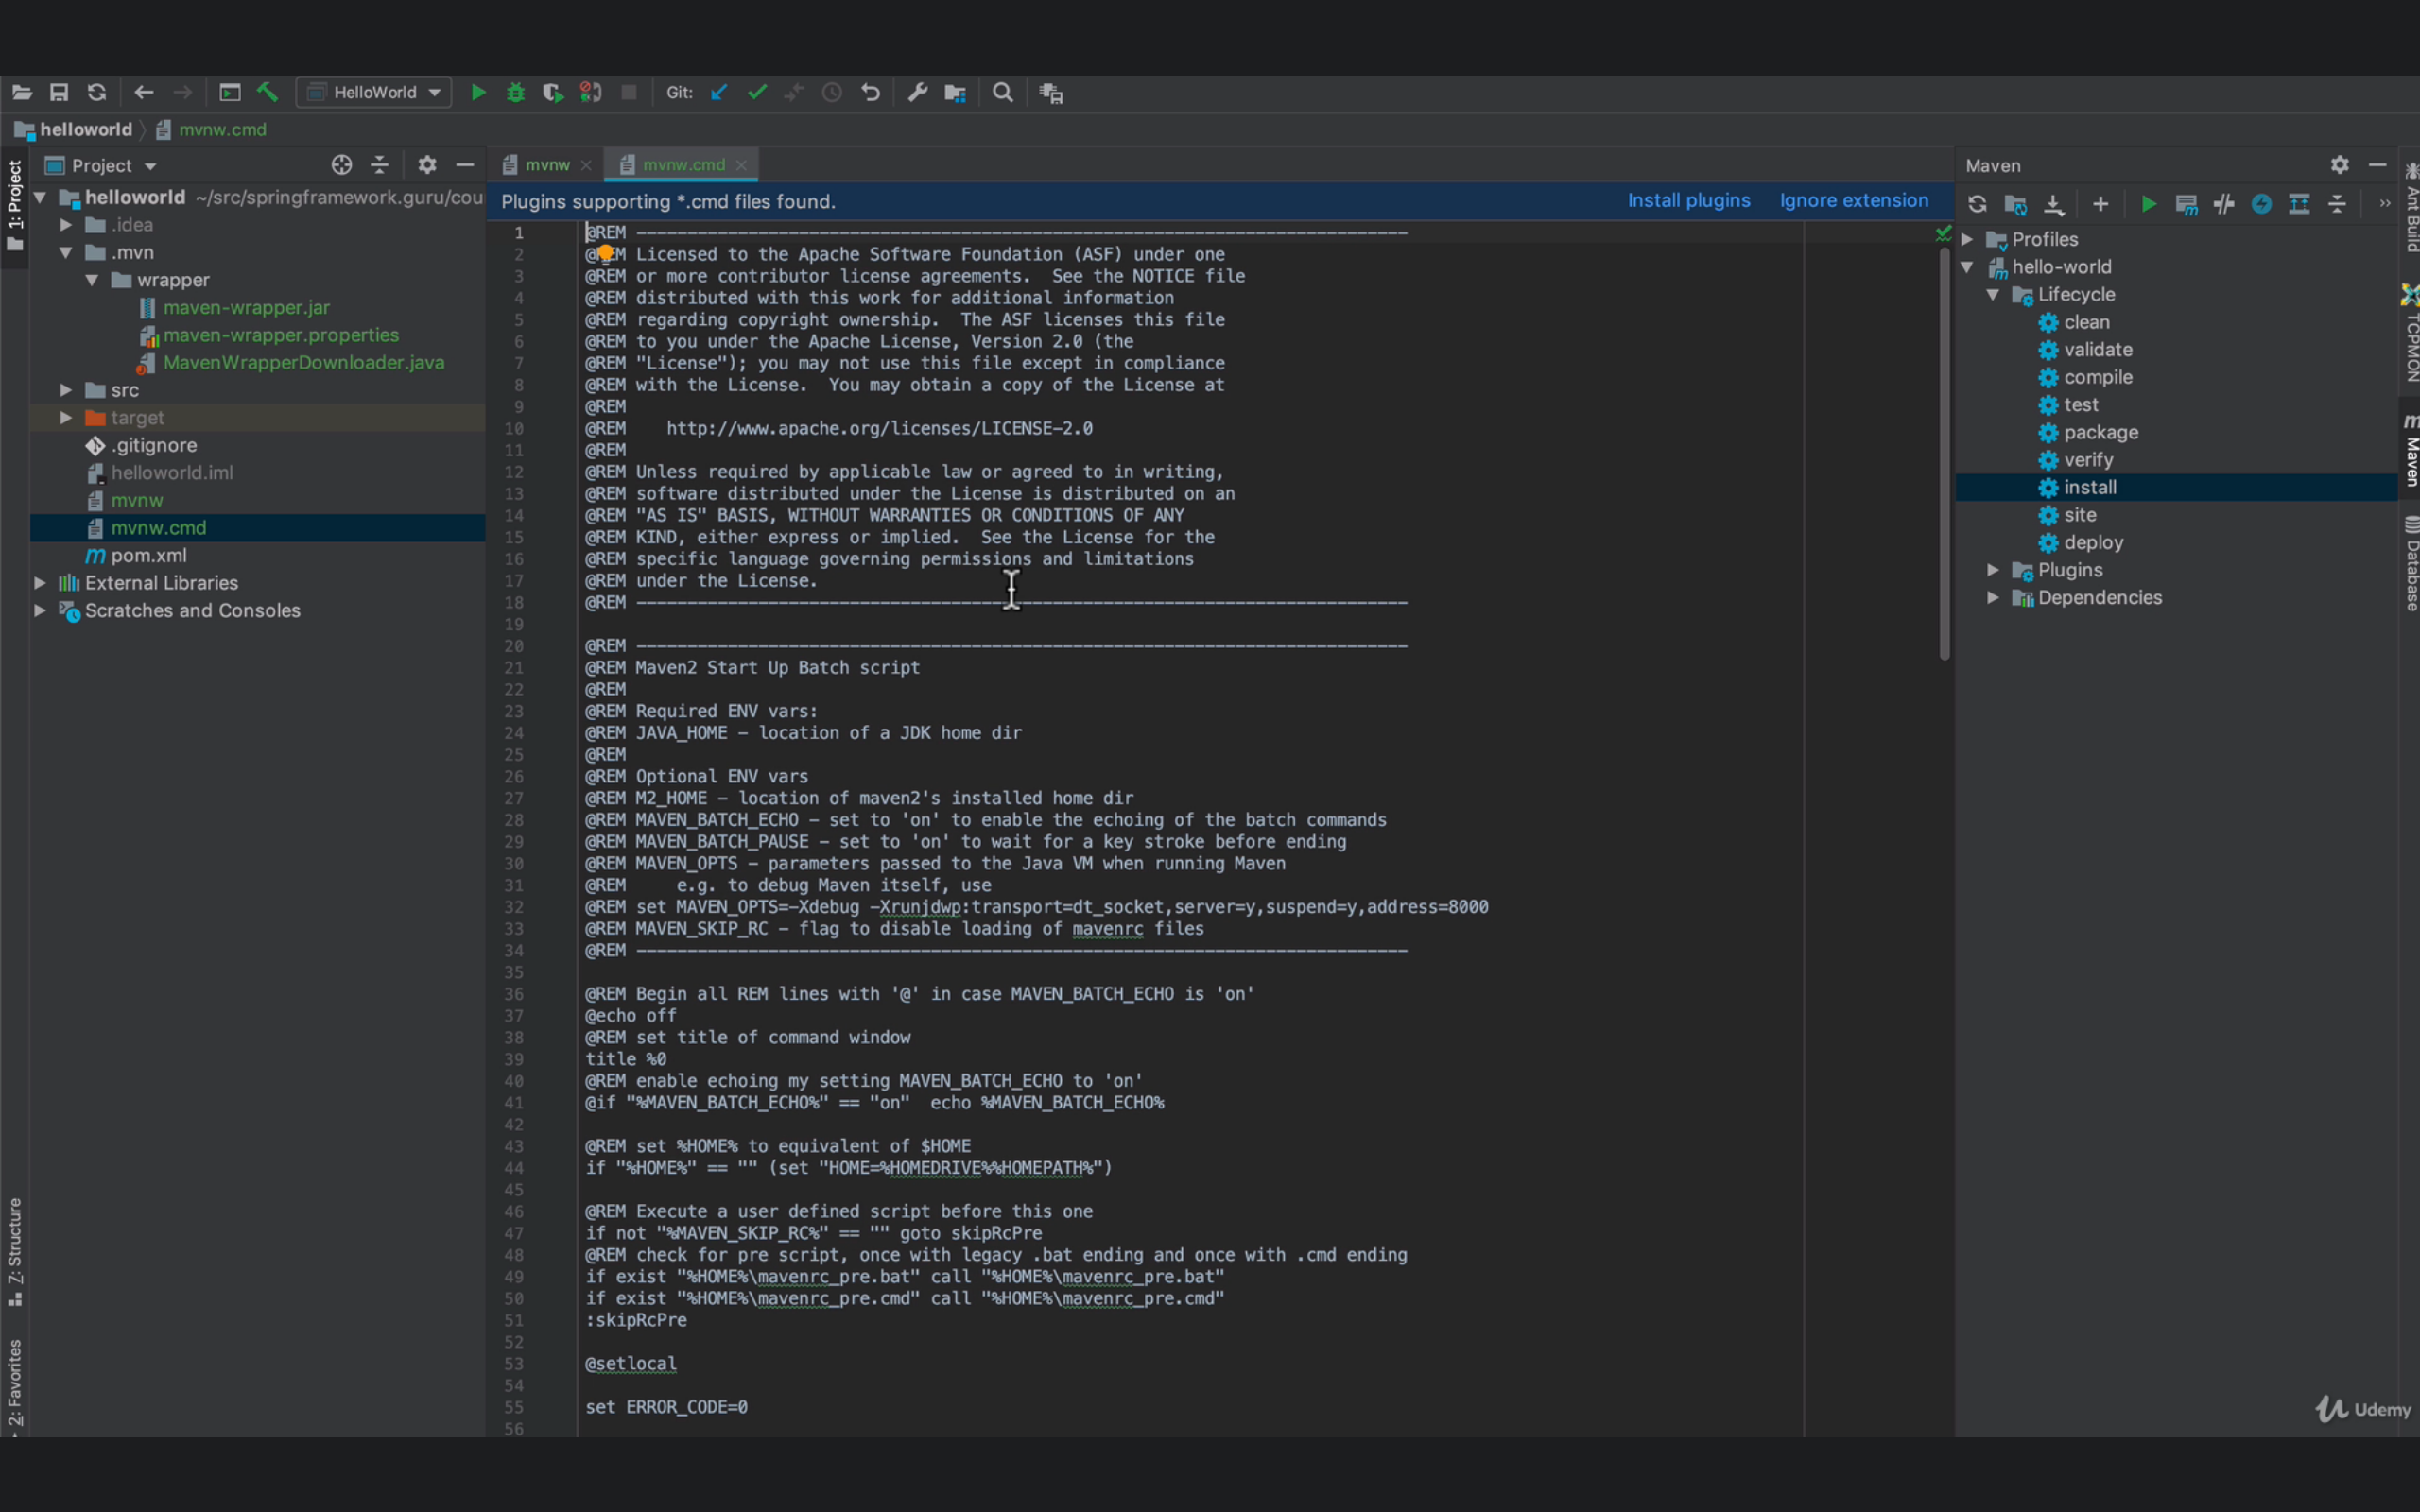 HelloWorld
Git:
helloworld
mvnw.cmd
1: Project
Project
helloworld ~/src/springframework.guru/cou
.idea
.mvn
wrapper
maven-wrapper.jar
maven-wrapper.properties
MavenWrapperDownloader.java
src
target
.gitignore
helloworld.iml
mvnw
mvnw.cmd
pom.xml
External Libraries
Scratches and Consoles
7: Structure
2: Favorites
mvnw
mvnw.cmd
Plugins supporting *.cmd files found.
Install plugins
Ignore extension
1 @REM ----------------------------------------------------------------------------
2 @REM Licensed to the Apache Software Foundation (ASF) under one
3 @REM or more contributor license agreements.  See the NOTICE file
4 @REM distributed with this work for additional information
5 @REM regarding copyright ownership.  The ASF licenses this file
6 @REM to you under the Apache License, Version 2.0 (the
7 @REM "License"); you may not use this file except in compliance
8 @REM with the License.  You may obtain a copy of the License at
9 @REM
10 @REM    http://www.apache.org/licenses/LICENSE-2.0
11 @REM
12 @REM Unless required by applicable law or agreed to in writing,
13 @REM software distributed under the License is distributed on an
14 @REM "AS IS" BASIS, WITHOUT WARRANTIES OR CONDITIONS OF ANY
15 @REM KIND, either express or implied.  See the License for the
16 @REM specific language governing permissions and limitations
17 @REM under the License.
18 @REM ----------------------------------------------------------------------------
19
20 @REM ----------------------------------------------------------------------------
21 @REM Maven2 Start Up Batch script
22 @REM
23 @REM Required ENV vars:
24 @REM JAVA_HOME - location of a JDK home dir
25 @REM
26 @REM Optional ENV vars
27 @REM M2_HOME - location of maven2's installed home dir
28 @REM MAVEN_BATCH_ECHO - set to 'on' to enable the echoing of the batch commands
29 @REM MAVEN_BATCH_PAUSE - set to 'on' to wait for a key stroke before ending
30 @REM MAVEN_OPTS - parameters passed to the Java VM when running Maven
31 @REM     e.g. to debug Maven itself, use
32 @REM set MAVEN_OPTS=-Xdebug -Xrunjdwp:transport=dt_socket,server=y,suspend=y,address=8000
33 @REM MAVEN_SKIP_RC - flag to disable loading of mavenrc files
34 @REM ----------------------------------------------------------------------------
35
36 @REM Begin all REM lines with '@' in case MAVEN_BATCH_ECHO is 'on'
37 @echo off
38 @REM set title of command window
39 title %0
40 @REM enable echoing my setting MAVEN_BATCH_ECHO to 'on'
41 @if "%MAVEN_BATCH_ECHO%" == "on"  echo %MAVEN_BATCH_ECHO%
42
43 @REM set %HOME% to equivalent of $HOME
44 if "%HOME%" == "" (set "HOME=%HOMEDRIVE%%HOMEPATH%")
45
46 @REM Execute a user defined script before this one
47 if not "%MAVEN_SKIP_RC%" == "" goto skipRcPre
48 @REM check for pre script, once with legacy .bat ending and once with .cmd ending
49 if exist "%HOME%\mavenrc_pre.bat" call "%HOME%\mavenrc_pre.bat"
50 if exist "%HOME%\mavenrc_pre.cmd" call "%HOME%\mavenrc_pre.cmd"
51 :skipRcPre
52
53 @setlocal
54
55 set ERROR_CODE=0
56
Maven
Profiles
hello-world
Lifecycle
clean
validate
compile
test
package
verify
install
site
deploy
Plugins
Dependencies
Ant Build
TCPMON
Maven
Database
Udemy